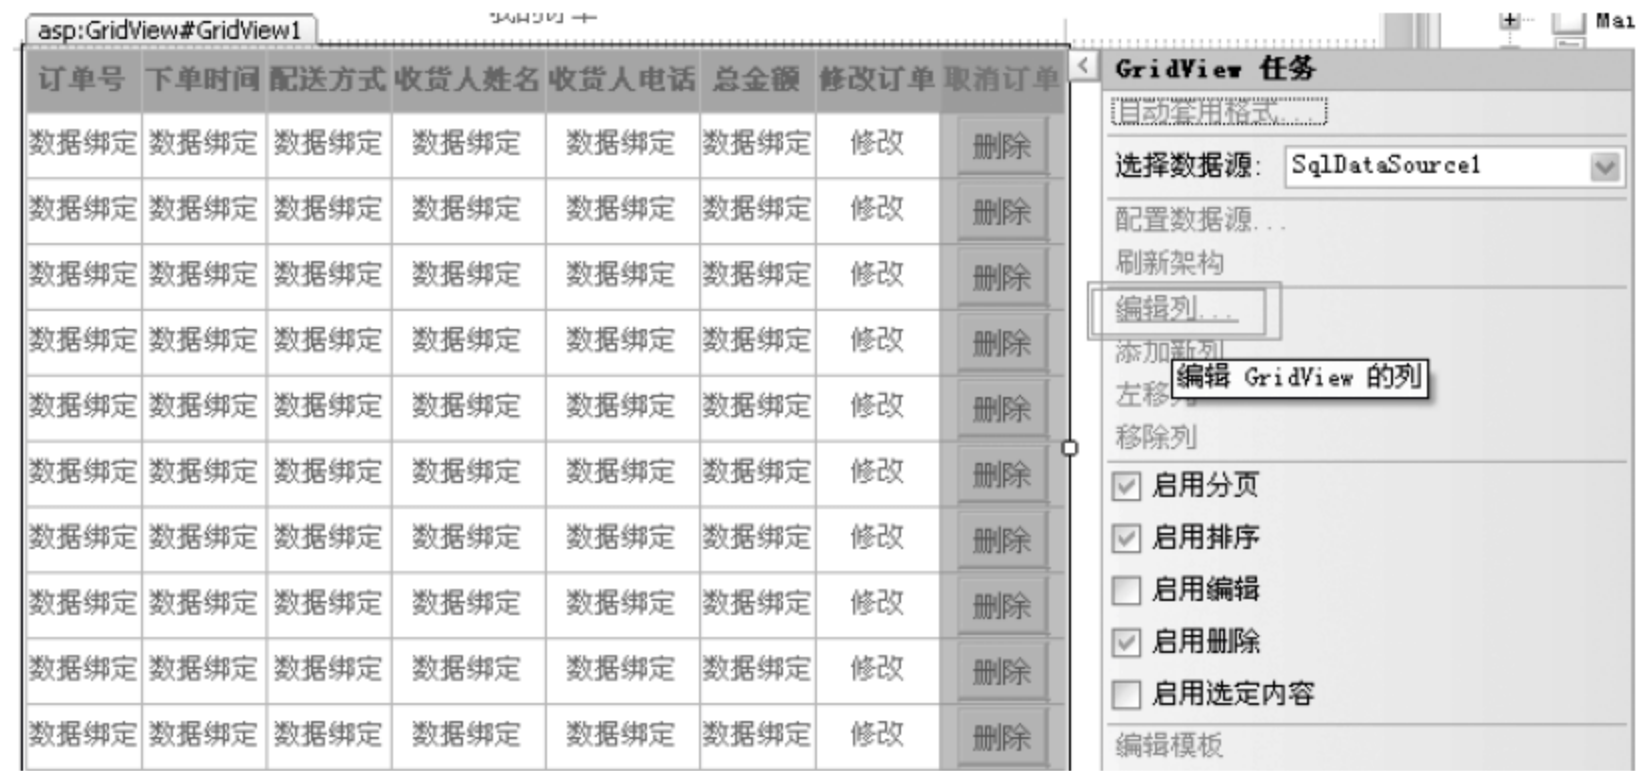 我的订单
asp:GridView#GridView1
订单号 下单时间 配送方式 收货人姓名 收货人电话 总金额 修改订单 取消订单
数据绑定 数据绑定 数据绑定 数据绑定 数据绑定 数据绑定 修改 删除
数据绑定 数据绑定 数据绑定 数据绑定 数据绑定 数据绑定 修改 删除
数据绑定 数据绑定 数据绑定 数据绑定 数据绑定 数据绑定 修改 删除
数据绑定 数据绑定 数据绑定 数据绑定 数据绑定 数据绑定 修改 删除
数据绑定 数据绑定 数据绑定 数据绑定 数据绑定 数据绑定 修改 删除
数据绑定 数据绑定 数据绑定 数据绑定 数据绑定 数据绑定 修改 删除
数据绑定 数据绑定 数据绑定 数据绑定 数据绑定 数据绑定 修改 删除
数据绑定 数据绑定 数据绑定 数据绑定 数据绑定 数据绑定 修改 删除
数据绑定 数据绑定 数据绑定 数据绑定 数据绑定 数据绑定 修改 删除
数据绑定 数据绑定 数据绑定 数据绑定 数据绑定 数据绑定 修改 删除
Mai
GridView 任务
自动套用格式...
选择数据源: SqlDataSource1
配置数据源...
刷新架构
编辑列...
添加新列
编辑 GridView 的列
左移列
移除列
启用分页
启用排序
启用编辑
启用删除
启用选定内容
编辑模板